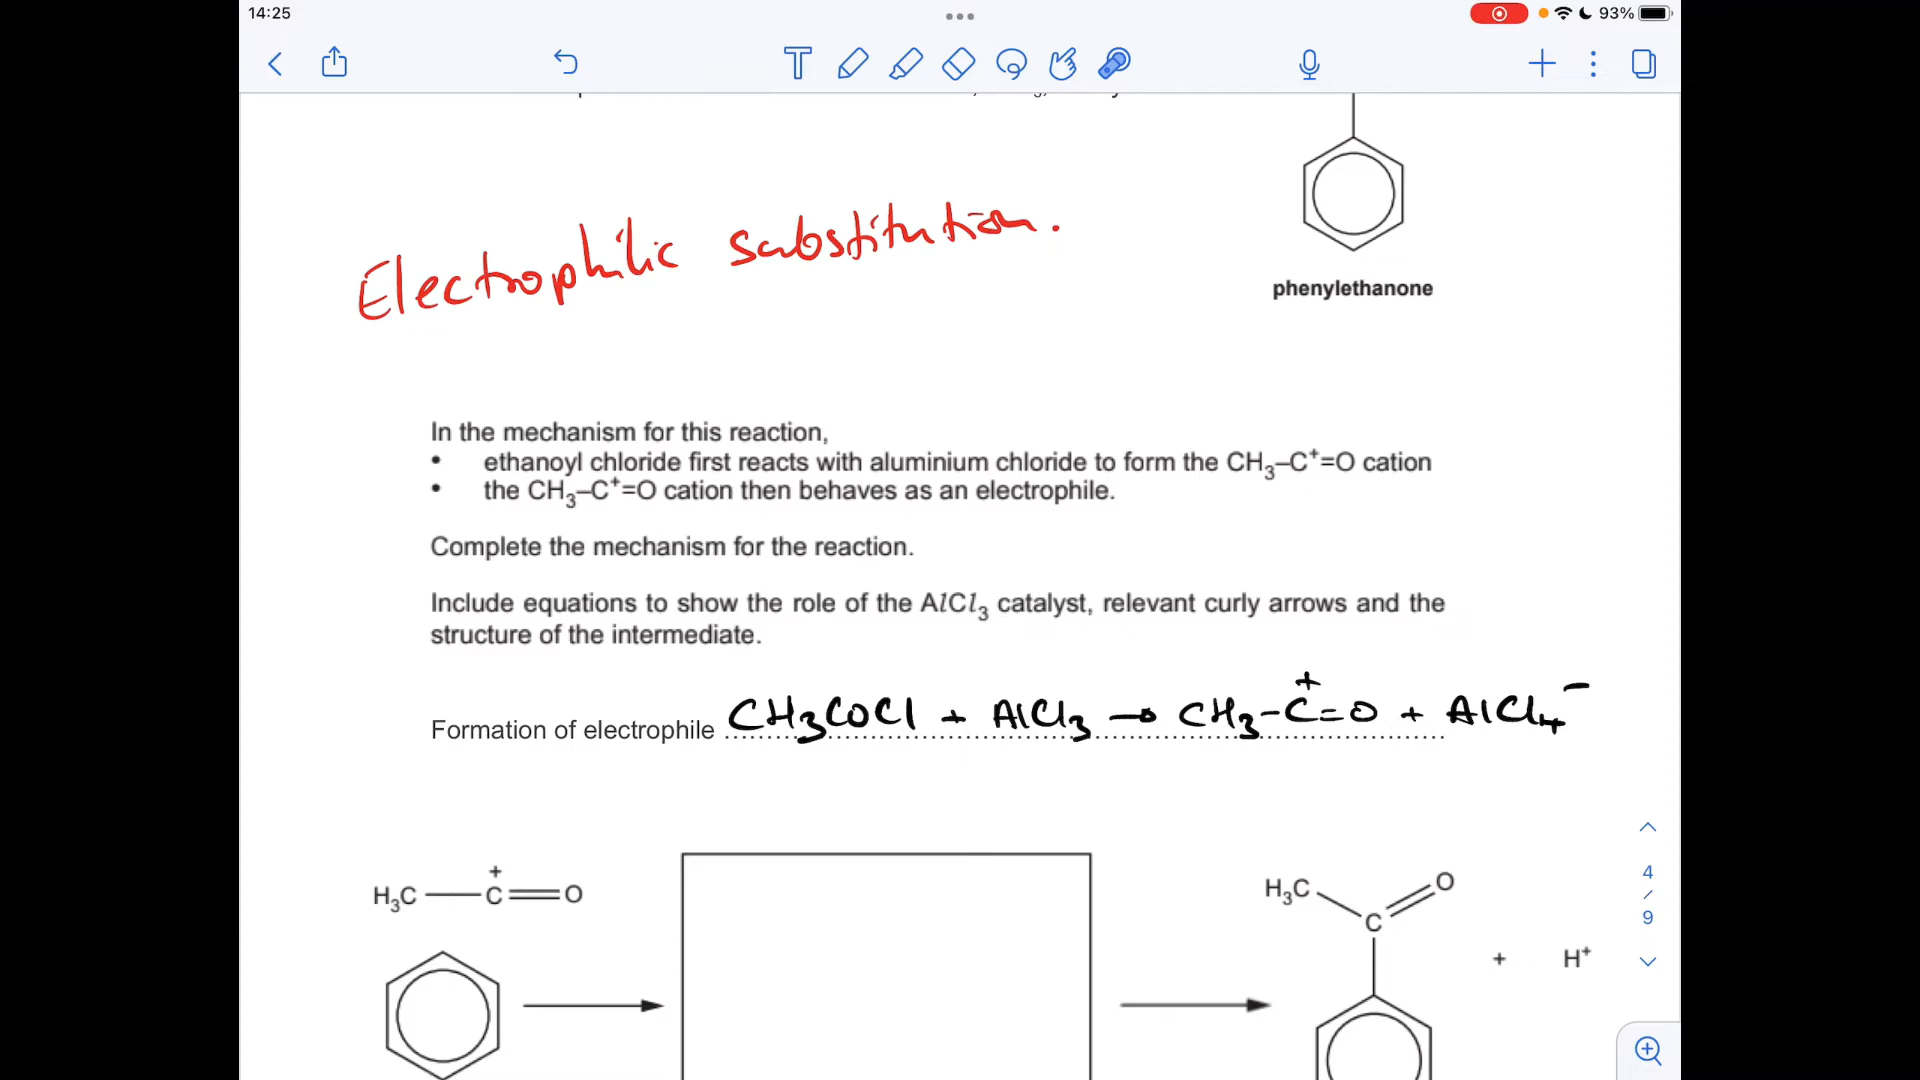 14:25
93%
Electrophilic substitution.
phenylethanone
In the mechanism for this reaction,
• ethanoyl chloride first reacts with aluminium chloride to form the CH₃–C⁺=O cation
• the CH₃–C⁺=O cation then behaves as an electrophile.
Complete the mechanism for the reaction.
Include equations to show the role of the AlCl₃ catalyst, relevant curly arrows and the
structure of the intermediate.
Formation of electrophile CH₃COCl + AlCl₃ → CH₃–C⁺=O + AlCl₄⁻
H₃C C⁺ O
H₃C O
C
+ H⁺
4
/
9